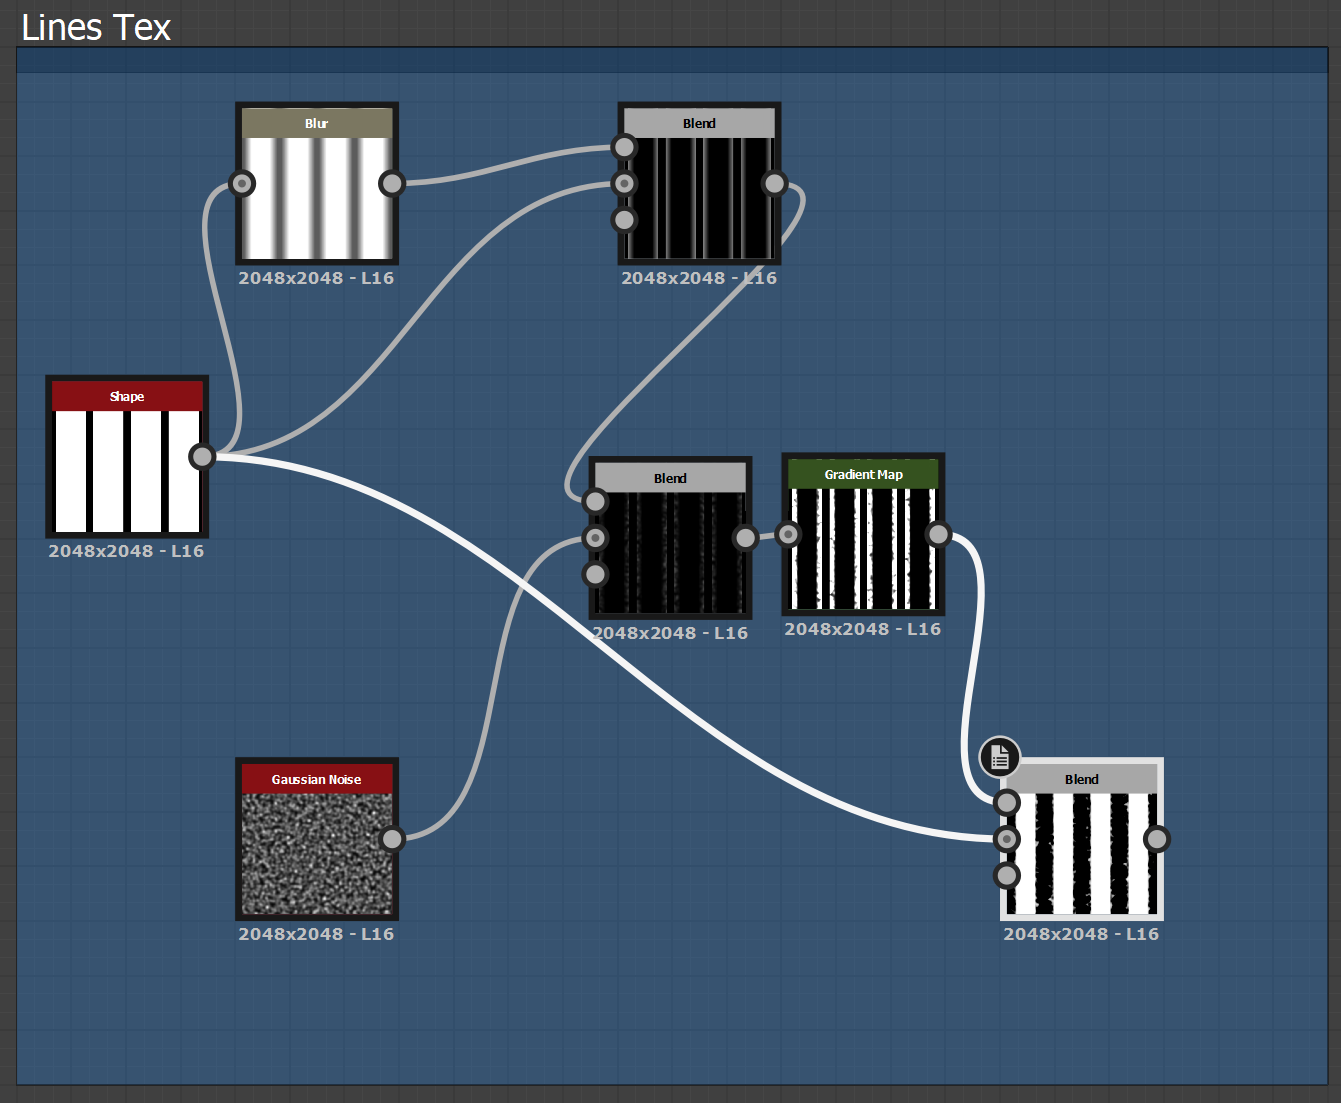 Lines Tex
Blur
2048x2048 - L16
Blend
2048x2048 - L16
Shape
2048x2048 - L16
Blend
2048x2048 - L16
Gradient Map
2048x2048 - L16
Gaussian Noise
2048x2048 - L16
Blend
2048x2048 - L16